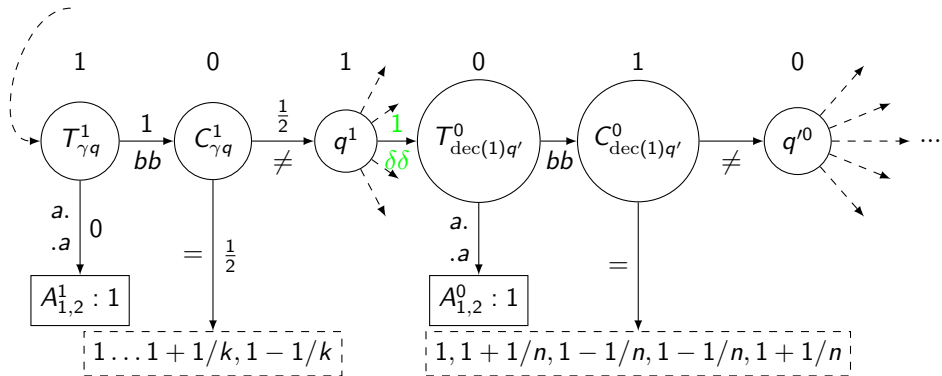 1 0 1 0 1 0
T^1_{γq} 1 bb C^1_{γq} 1/2 ≠ q^1 1 δδ T^0_{dec(1)q'} bb C^0_{dec(1)q'} ≠ q'^0 ...
a. .a 0 = 1/2 a. .a =
A^1_{1,2} : 1 A^0_{1,2} : 1
1 … 1 + 1/k, 1 − 1/k 1, 1 + 1/n, 1 − 1/n, 1 − 1/n, 1 + 1/n